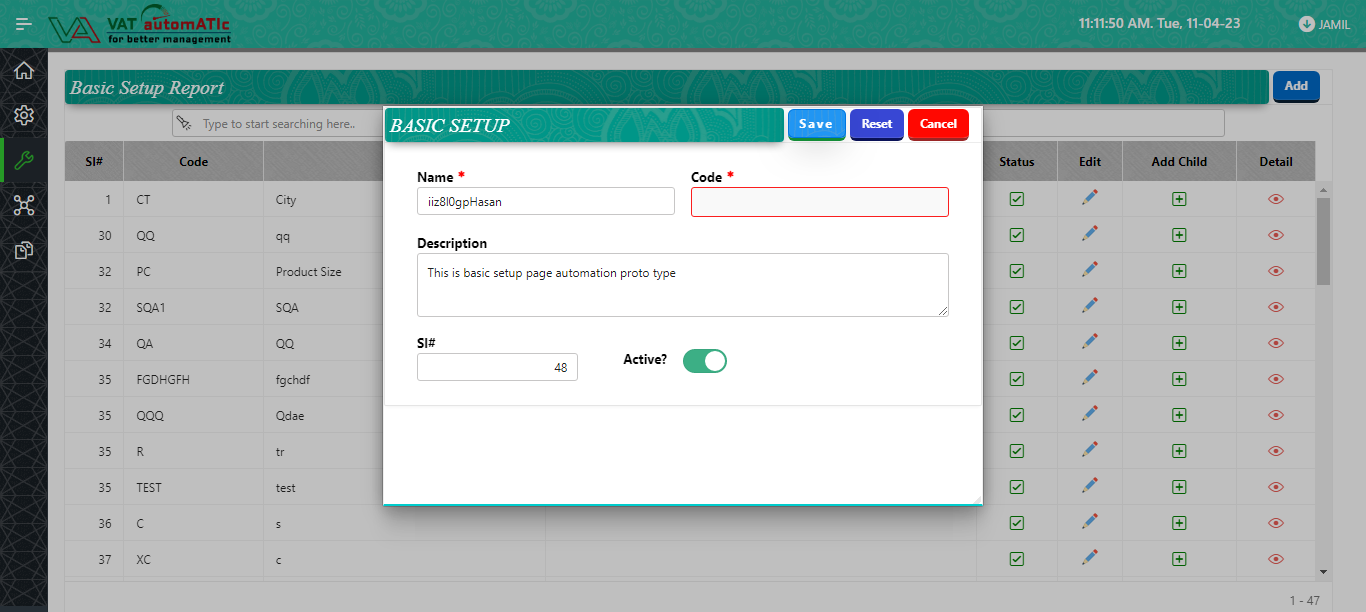 VAT automATIc
for better management
11:11:50 AM. Tue, 11-04-23
JAMIL
Basic Setup Report
Add
Type to start searching here..
BASIC SETUP
Save
Reset
Cancel
Sl# Code Status Edit Add Child Detail
Name *
Code *
iiz8l0gpHasan
Description
This is basic setup page automation proto type
Sl#
48
Active?
1 CT City
30 QQ qq
32 PC Product Size
32 SQA1 SQA
34 QA QQ
35 FGDHGFH fgchdf
35 QQQ Qdae
35 R tr
35 TEST test
36 C s
37 XC c
1 - 47